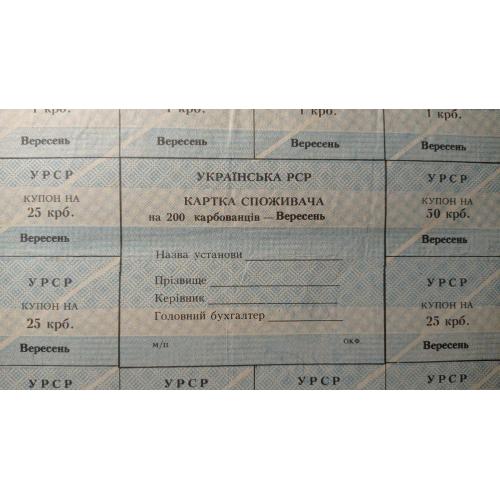 1 крб.
1 крб.
1 крб.
1 крб.
Вересень
Вересень
Вересень
Вересень
УРСР
КУПОН НА
25 крб.
Вересень
УКРАЇНСЬКА РСР
КАРТКА СПОЖИВАЧА
на 200 карбованців — Вересень
Назва установи
Прізвище
Керівник
Головний бухгалтер
м/п
ОКФ.
УРСР
КУПОН НА
50 крб.
Вересень
УРСР
КУПОН НА
25 крб.
Вересень
УРСР
КУПОН НА
25 крб.
Вересень
УРСР
УРСР
УРСР
УРСР